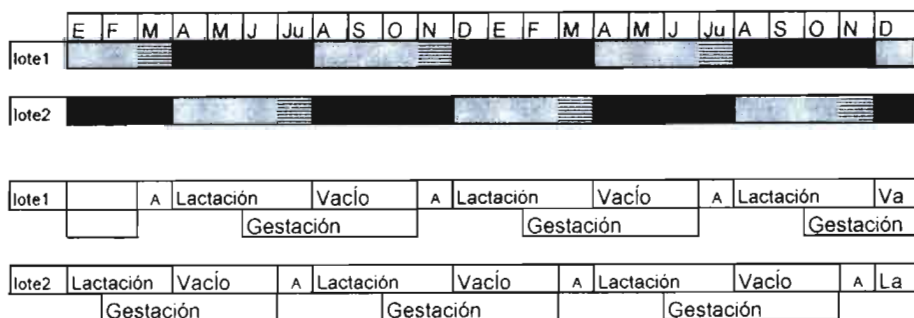 E F M A M J Ju A S O N D E F M A M J Ju A S O N D
lote1
lote2
lote1 A Lactación Vacío A Lactación Vacío A Lactación Va
Gestación Gestación Gestación
lote2 Lactación Vacío A Lactación Vacío A Lactación Vacío A La
Gestación Gestación Gestación